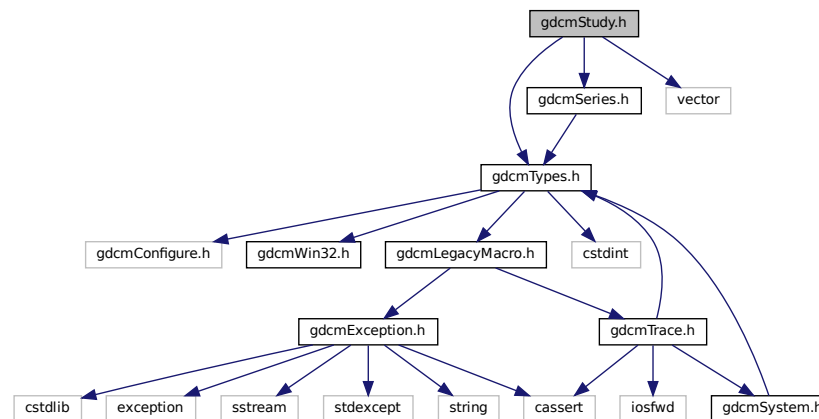 gdcmStudy.h
gdcmSeries.h
vector
gdcmTypes.h
gdcmConfigure.h
gdcmWin32.h
gdcmLegacyMacro.h
cstdint
gdcmException.h
gdcmTrace.h
cstdlib
exception
sstream
stdexcept
string
cassert
iosfwd
gdcmSystem.h